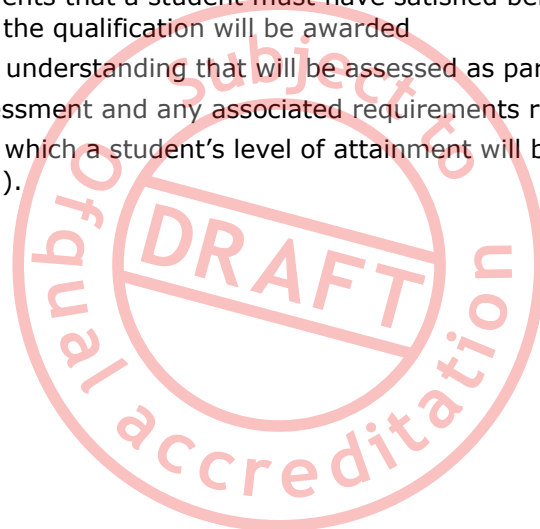 ents that a student must have satisfied be
the qualification will be awarded
understanding that will be assessed as par
essment and any associated requirements r
which a student's level of attainment will b
).
Subject to
Ofqual accreditation
DRAFT